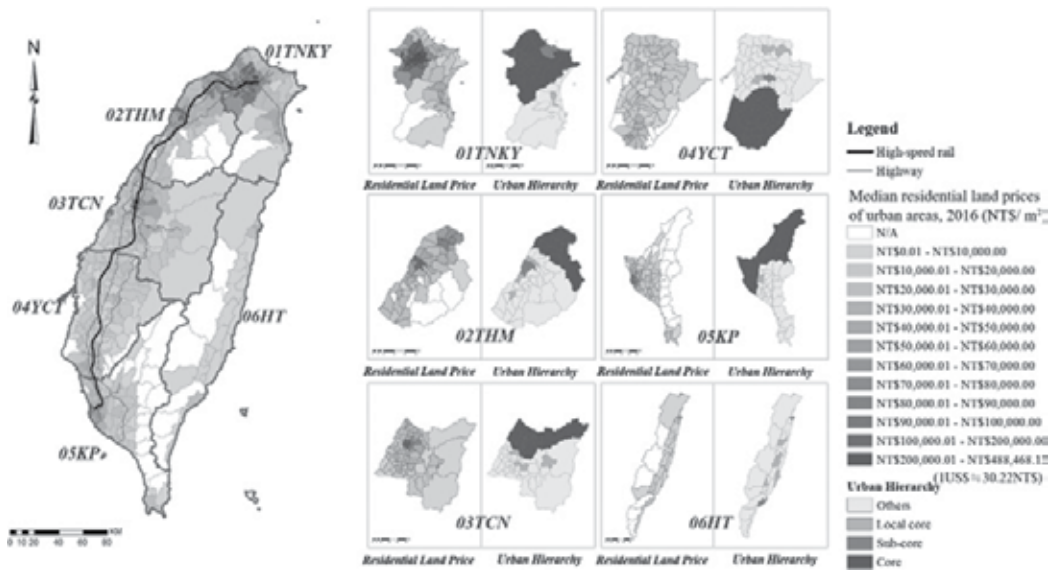 N
01TNKY
02THM
03TCN
04YCT
06HT
05KP
0 10 20 40 60 80
01TNKY
Residential Land Price Urban Hierarchy
04YCT
Residential Land Price Urban Hierarchy
02THM
Residential Land Price Urban Hierarchy
05KP
Residential Land Price Urban Hierarchy
03TCN
Residential Land Price Urban Hierarchy
06HT
Residential Land Price Urban Hierarchy
Legend
High-speed rail
Highway
Median residential land prices
of urban areas, 2016 (NT$/ m²
N/A
NT$0.01 - NT$10,000.00
NT$10,000.01 - NT$20,000.00
NT$20,000.01 - NT$30,000.00
NT$30,000.01 - NT$40,000.00
NT$40,000.01 - NT$50,000.00
NT$50,000.01 - NT$60,000.00
NT$60,000.01 - NT$70,000.00
NT$70,000.01 - NT$80,000.00
NT$80,000.01 - NT$90,000.00
NT$90,000.01 - NT$100,000.00
NT$100,000.01 - NT$200,000.00
NT$200,000.01 - NT$488,468.1
(1US$≒30.22NT$)
Urban Hierarchy
Others
Local core
Sub-core
Core